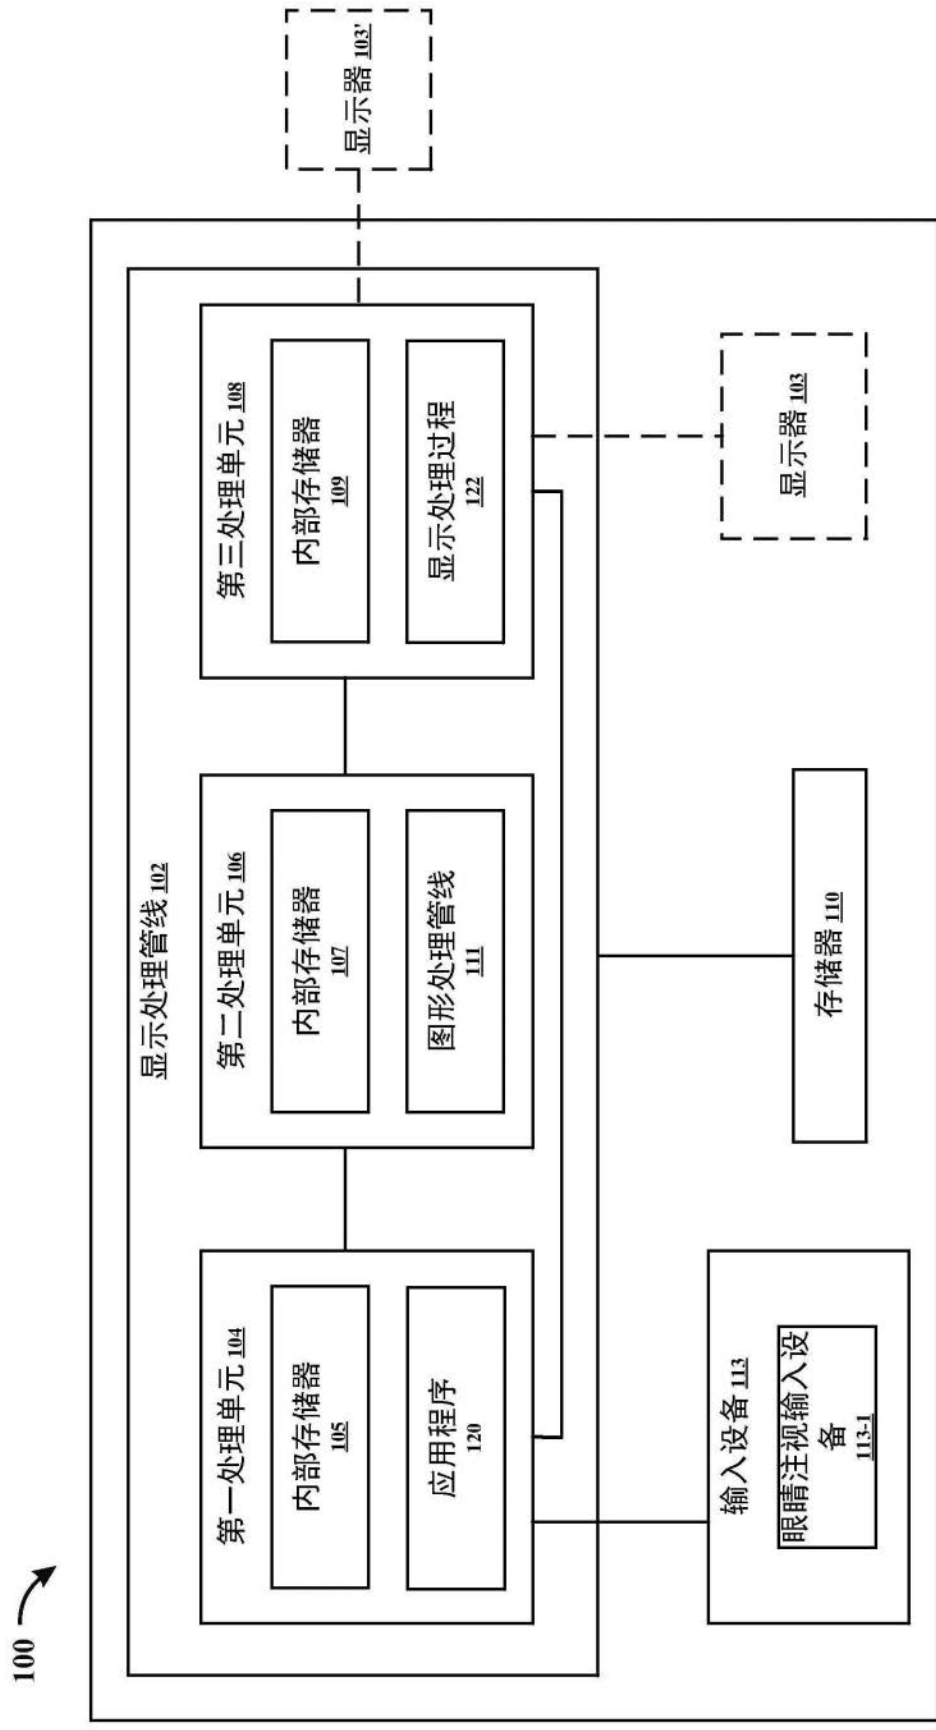 100
显示处理管线 102
第一处理单元 104
内部存储器
105
应用程序
120
第二处理单元 106
内部存储器
107
图形处理管线
111
第三处理单元 108
内部存储器
109
显示处理过程
122
显示器 103'
输入设备 113
眼睛注视输入设
备
113-1
存储器 110
显示器 103